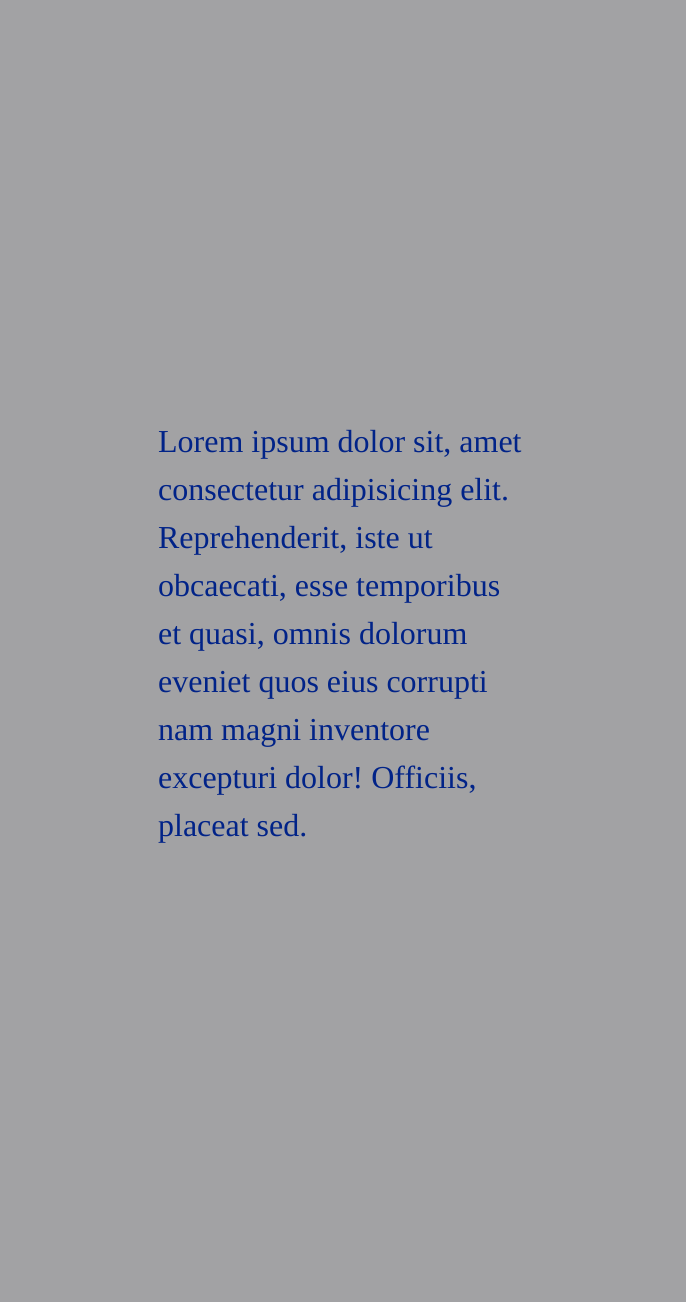 Lorem ipsum dolor sit, amet
consectetur adipisicing elit.
Reprehenderit, iste ut
obcaecati, esse temporibus
et quasi, omnis dolorum
eveniet quos eius corrupti
nam magni inventore
excepturi dolor! Officiis,
placeat sed.